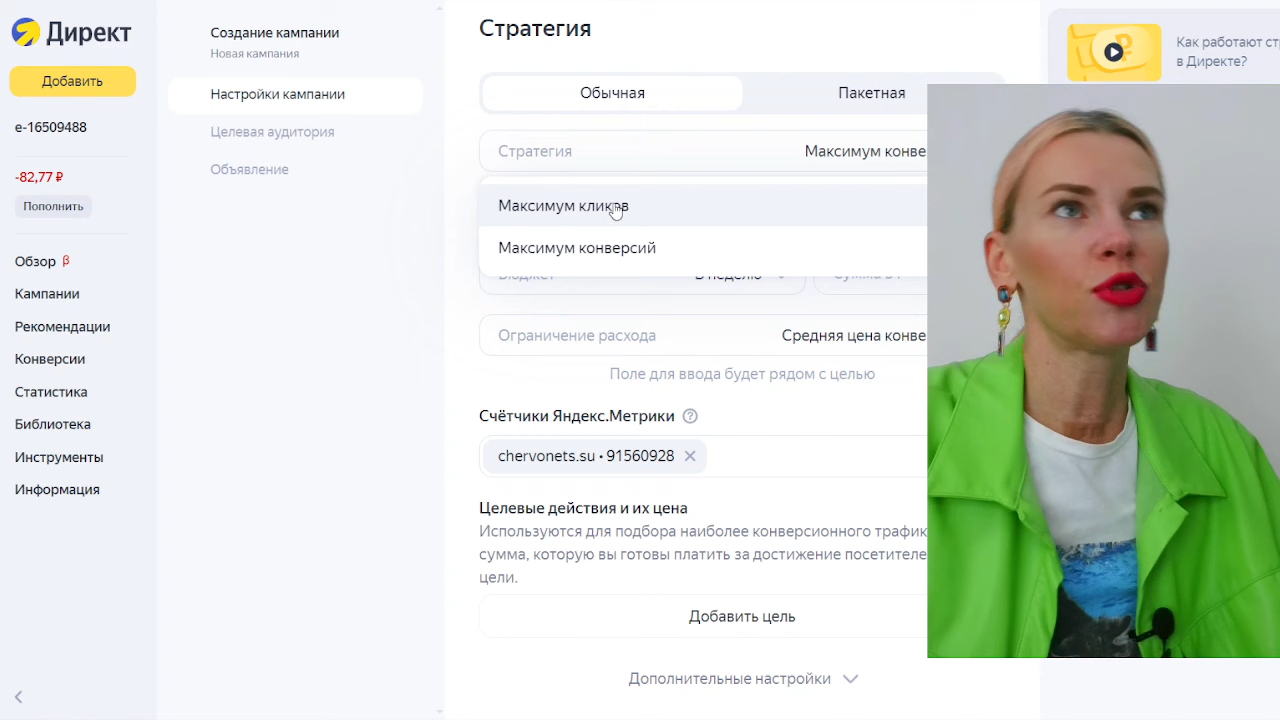 Директ
Добавить
e-16509488
-82,77 ₽
Пополнить
Обзор β
Кампании
Рекомендации
Конверсии
Статистика
Библиотека
Инструменты
Информация
Создание кампании
Новая кампания
Настройки кампании
Целевая аудитория
Объявление
Стратегия
Обычная
Пакетная
Стратегия
Максимум конве
Максимум кликов
Максимум конверсий
Бюджет
В неделю
Сумма в ₽
Ограничение расхода
Средняя цена конве
Поле для ввода будет рядом с целью
Счётчики Яндекс.Метрики ?
chervonets.su • 91560928 ×
Целевые действия и их цена
Используются для подбора наиболее конверсионного трафик
сумма, которую вы готовы платить за достижение посетителе
цели.
Добавить цель
Дополнительные настройки
Как работают стр
в Директе?